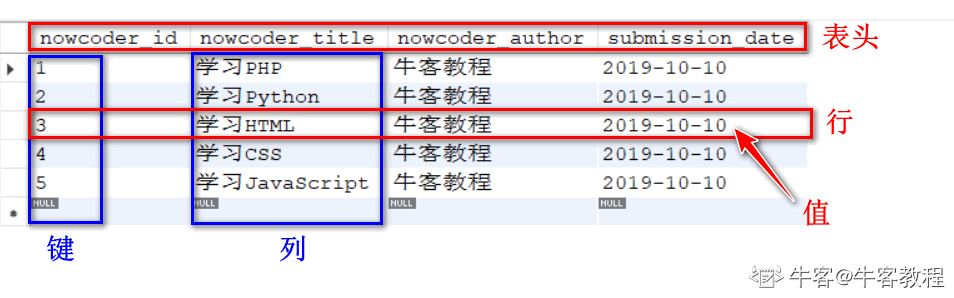 nowcoder_id nowcoder_title nowcoder_author submission_date 表头
1 学习PHP 牛客教程 2019-10-10
2 学习Python 牛客教程 2019-10-10
3 学习HTML 牛客教程 2019-10-10 行
4 学习CSS 牛客教程 2019-10-10
5 学习JavaScript 牛客教程 2019-10-10
NULL NULL NULL NULL
值
键 列
牛客@牛客教程